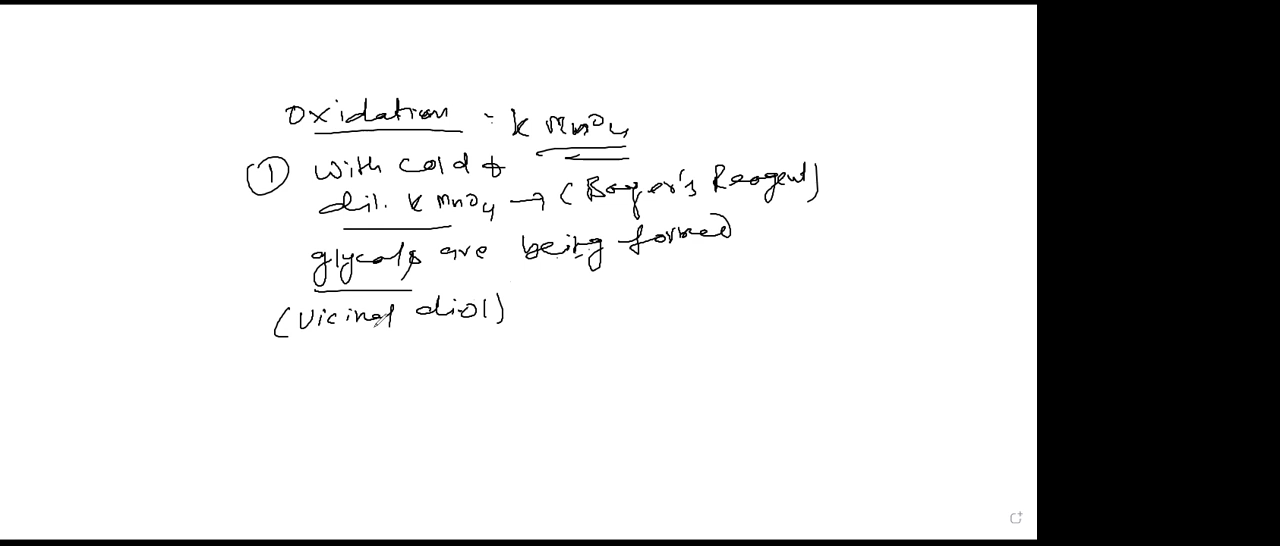 Oxidation : KMnO4
① With cold &
dil. KMnO4 → (Bayer's Reagent)
glycols are being formed
(Vicinal diol)